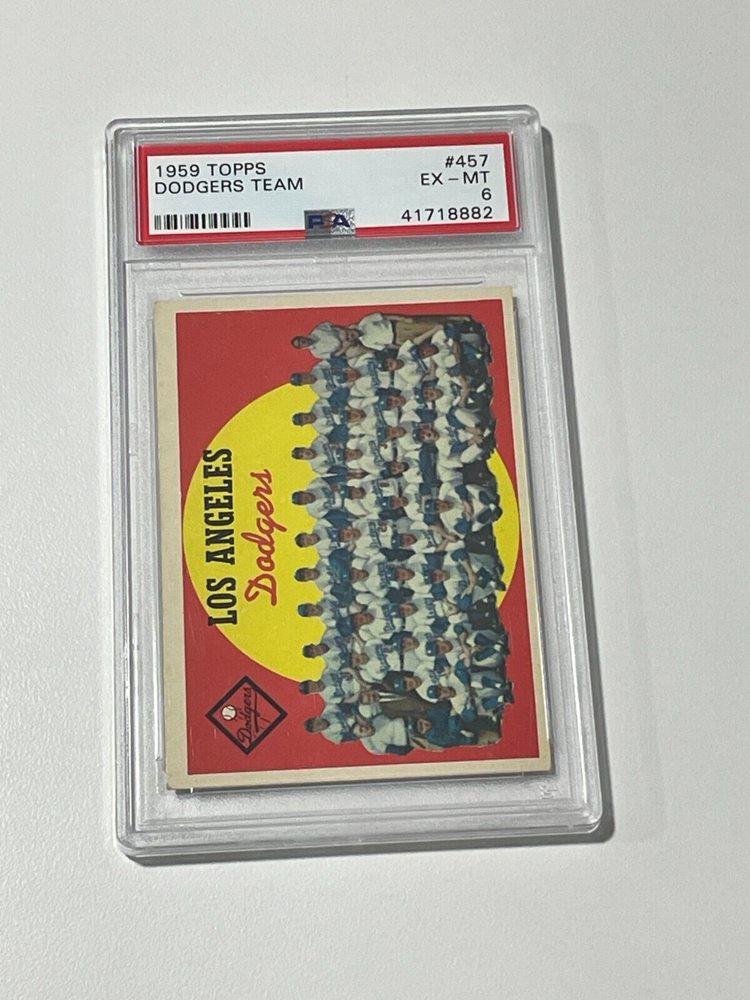 1959 TOPPS #457
DODGERS TEAM EX-MT
6
PSA 41718882
LOS ANGELES
Dodgers
Dodgers